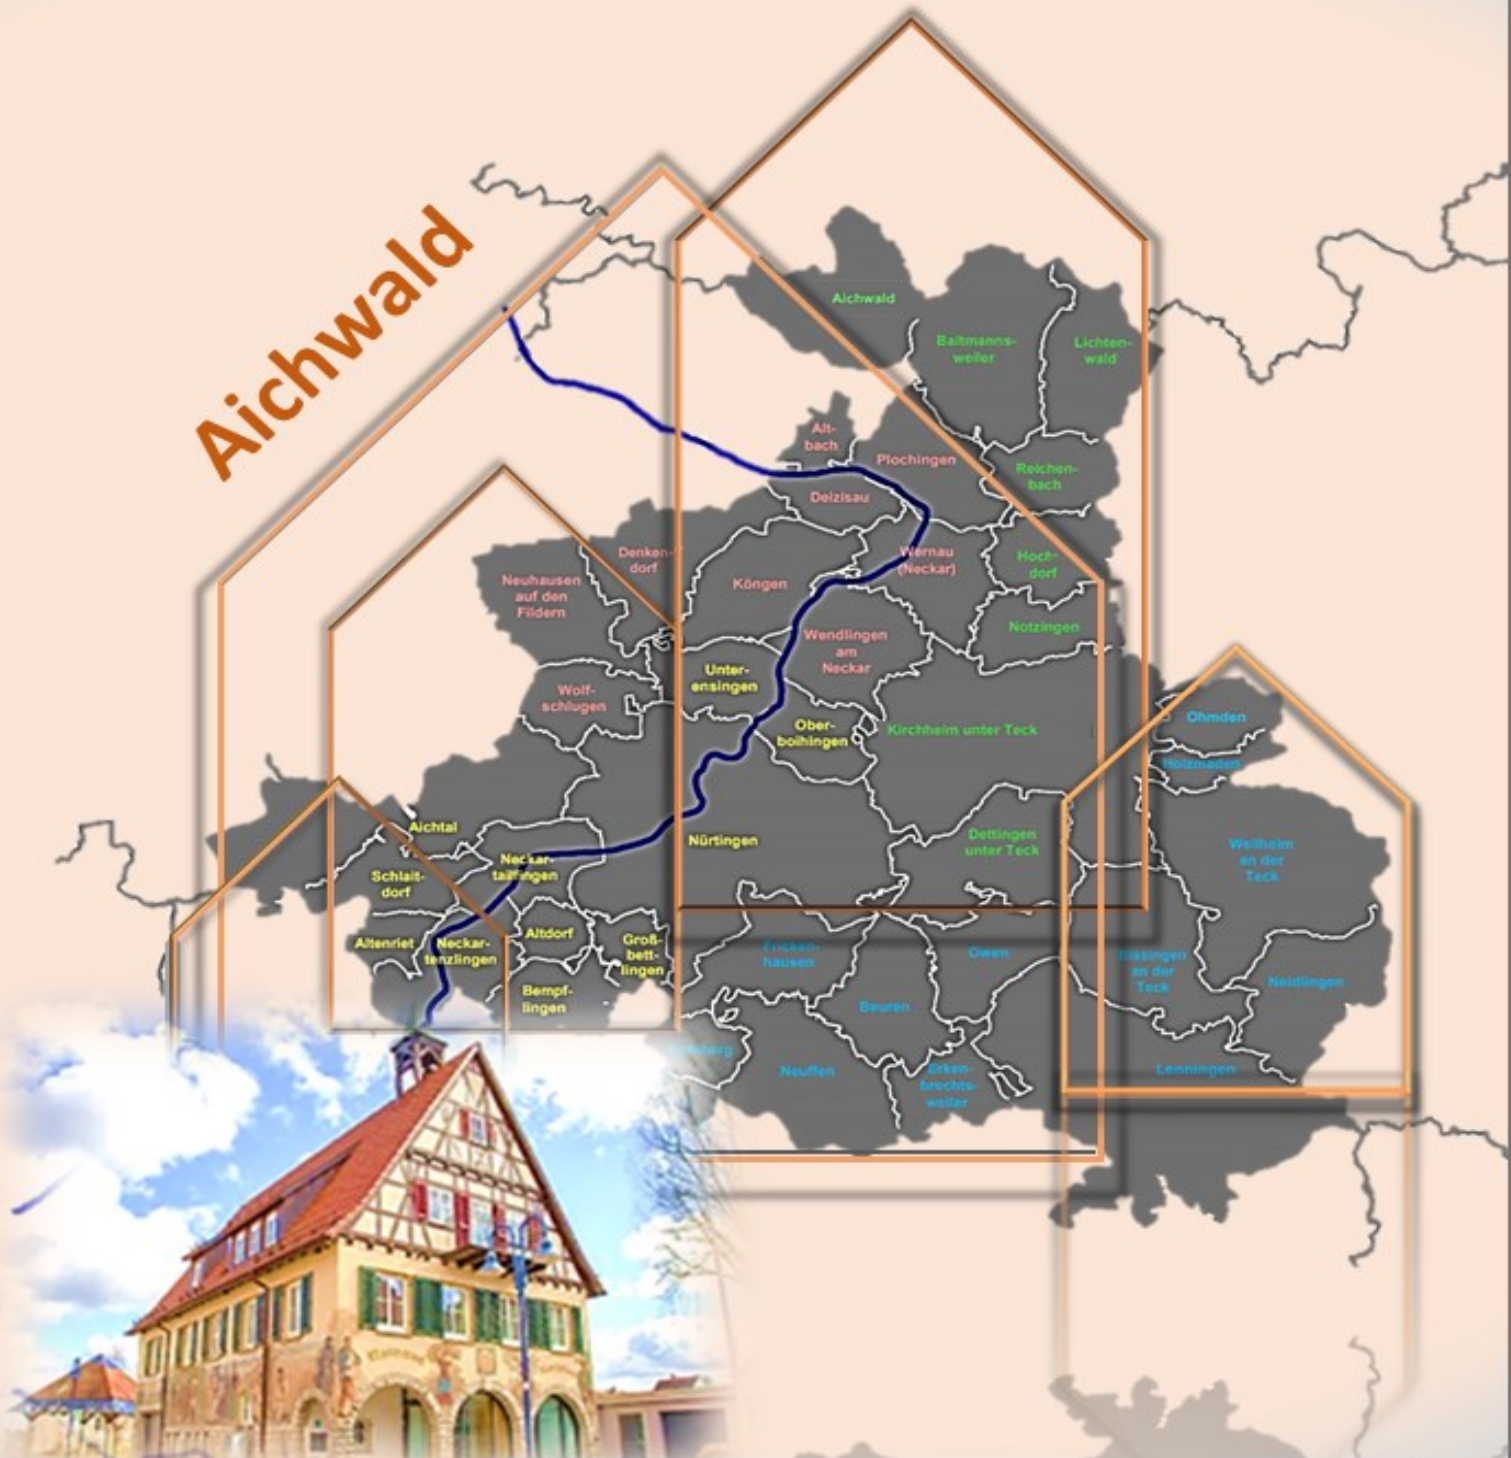 Aichwald
Aichwald
Baltmanns-
weiler
Lichten-
wald
Alt-
bach
Plochingen
Reichen-
bach
Deizisau
Denken-
dorf
Wernau
(Neckar)
Hoch-
dorf
Neuhausen
auf den
Fildern
Köngen
Notzingen
Wendlingen
am
Neckar
Unter-
ensingen
Wolf-
schlugen
Ober-
boihingen
Kirchheim unter Teck
Ohmden
Holzmaden
Aichtal
Nürtingen
Dettingen
unter Teck
Weilheim
an der
Teck
Neckar-
tailfingen
Schlait-
dorf
Altenriet
Neckar-
tenzlingen
Altdorf
Groß-
bett-
lingen
Fricken-
hausen
Owen
Bissingen
an der
Teck
Neidlingen
Bempf-
lingen
Beuren
Neuffen
Erken-
brechts-
weiler
Lenningen